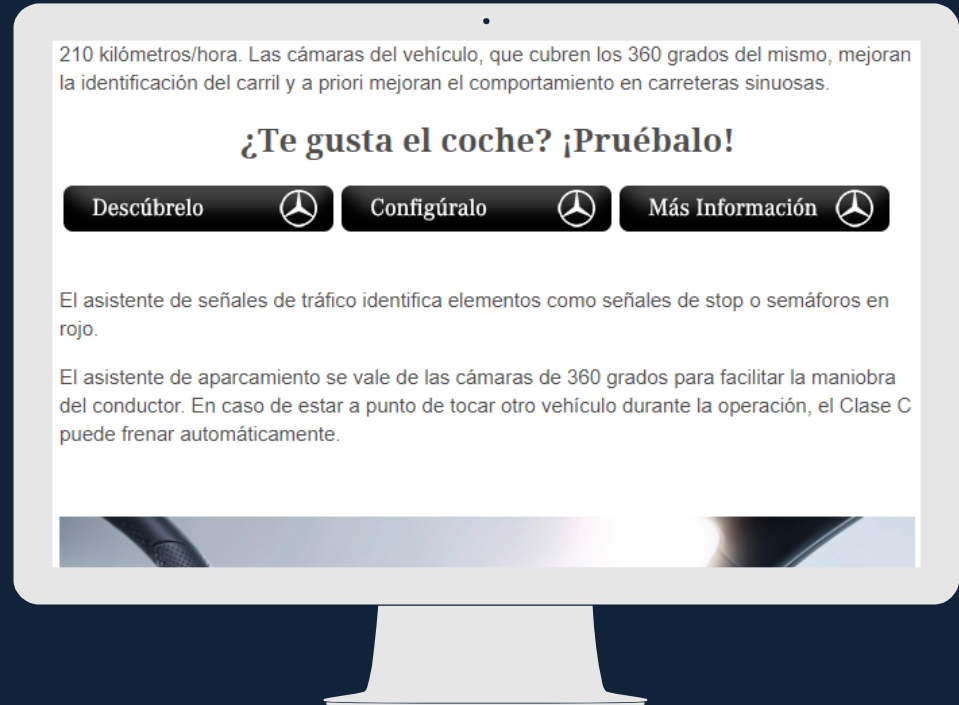 210 kilómetros/hora. Las cámaras del vehículo, que cubren los 360 grados del mismo, mejoran
la identificación del carril y a priori mejoran el comportamiento en carreteras sinuosas.
¿Te gusta el coche? ¡Pruébalo!
Descúbrelo
Configúralo
Más Información
El asistente de señales de tráfico identifica elementos como señales de stop o semáforos en
rojo.
El asistente de aparcamiento se vale de las cámaras de 360 grados para facilitar la maniobra
del conductor. En caso de estar a punto de tocar otro vehículo durante la operación, el Clase C
puede frenar automáticamente.